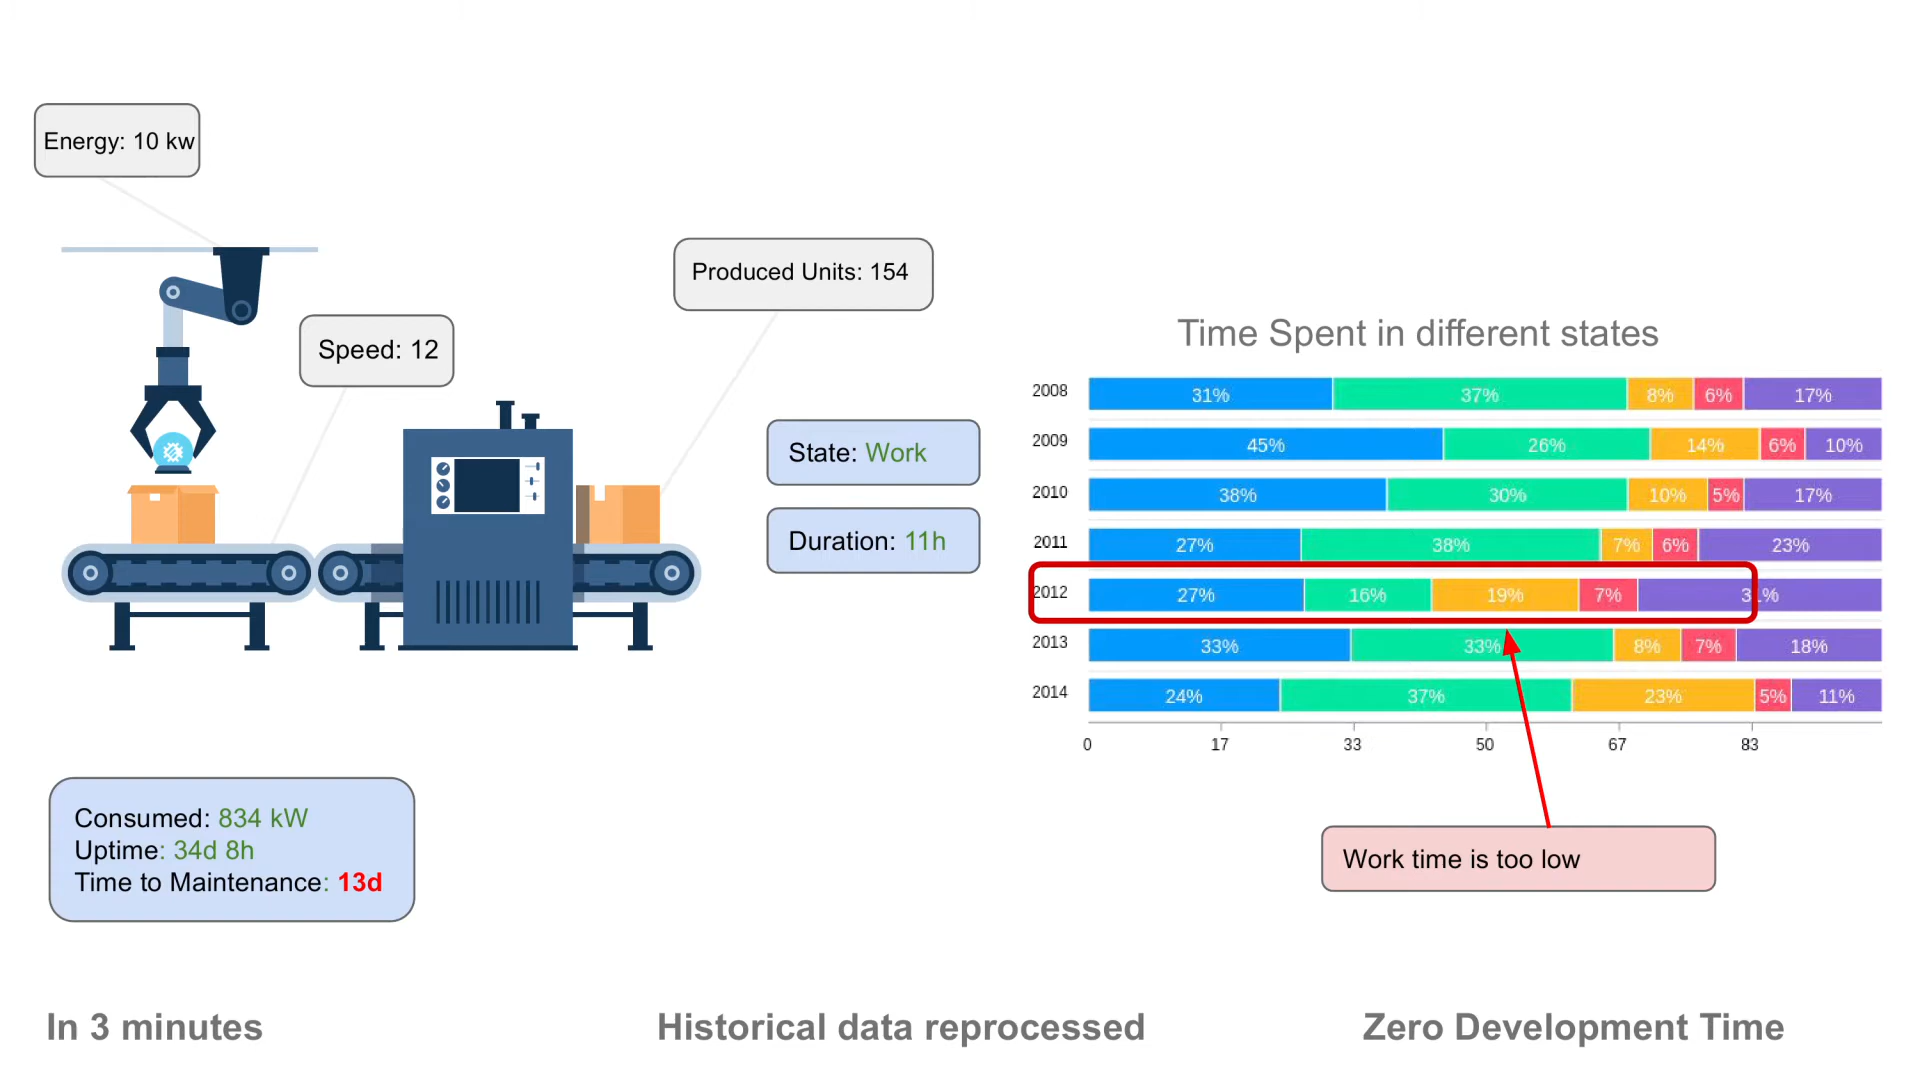 Energy: 10 kw
Speed: 12
Produced Units: 154
State: Work
Duration: 11h
Consumed: 834 kW
Uptime: 34d 8h
Time to Maintenance: 13d
Time Spent in different states
2008 31% 37% 8% 6% 17%
2009 45% 26% 14% 6% 10%
2010 38% 30% 10% 5% 17%
2011 27% 38% 7% 6% 23%
2012 27% 16% 19% 7% 31%
2013 33% 33% 8% 7% 18%
2014 24% 37% 23% 5% 11%
0 17 33 50 67 83
Work time is too low
In 3 minutes
Historical data reprocessed
Zero Development Time